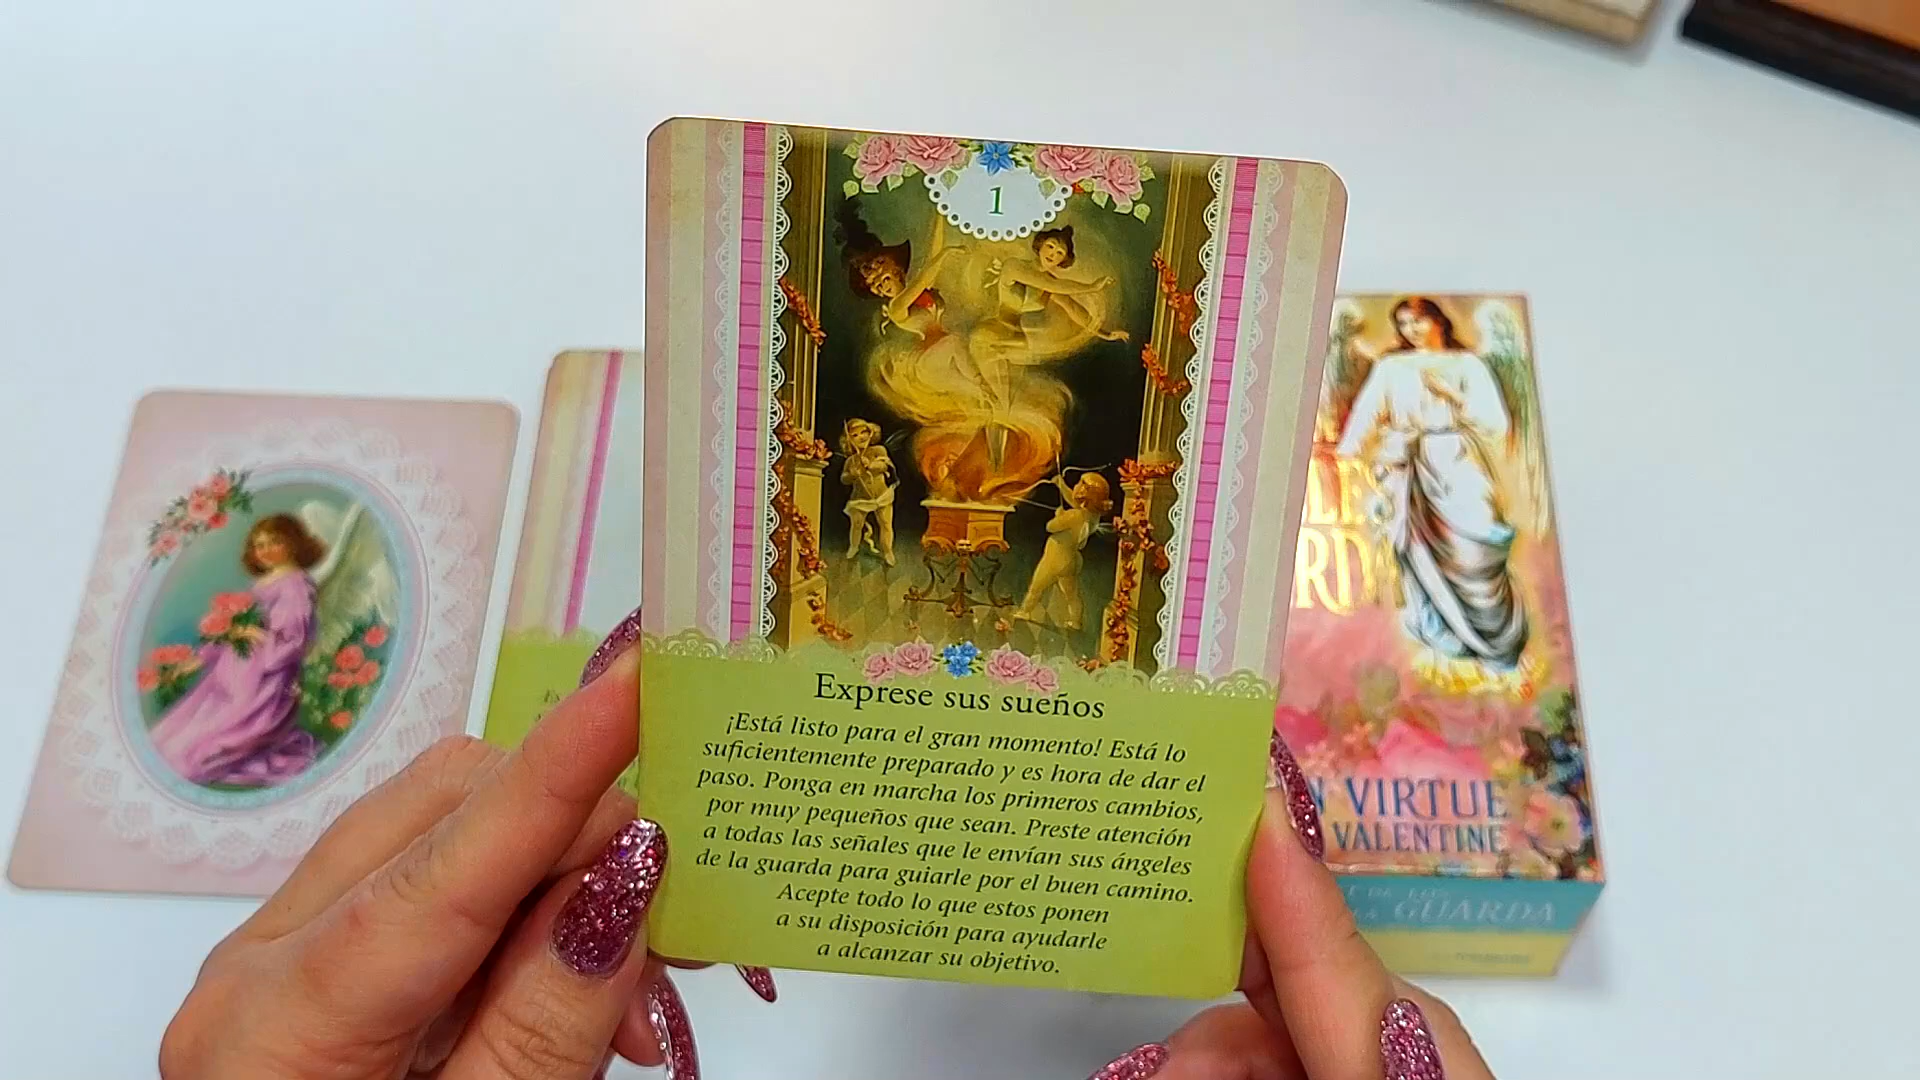 1
Exprese sus sueños
¡Está listo para el gran momento! Está lo
suficientemente preparado y es hora de dar el
paso. Ponga en marcha los primeros cambios,
por muy pequeños que sean. Preste atención
a todas las señales que le envían sus ángeles
de la guarda para guiarle por el buen camino.
Acepte todo lo que estos ponen
a su disposición para ayudarle
a alcanzar su objetivo.
VIRTUE
VALENTINE
GUARDA